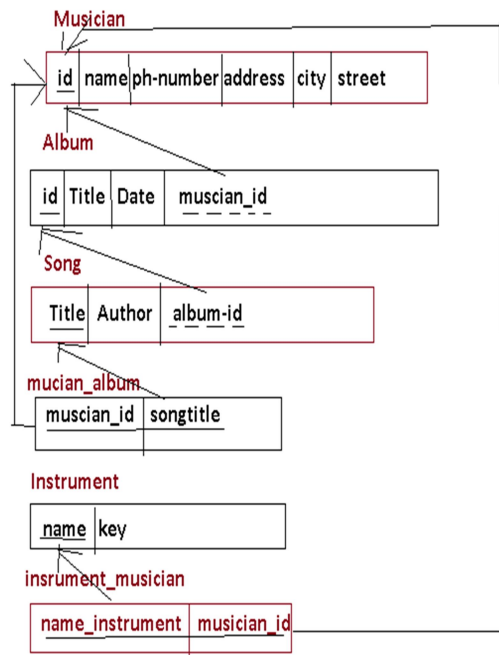 Musician
id name ph-number address city street
Album
id Title Date muscian_id
Song
Title Author album-id
mucian_album
muscian_id songtitle
Instrument
name key
insrument_musician
name_instrument musician_id